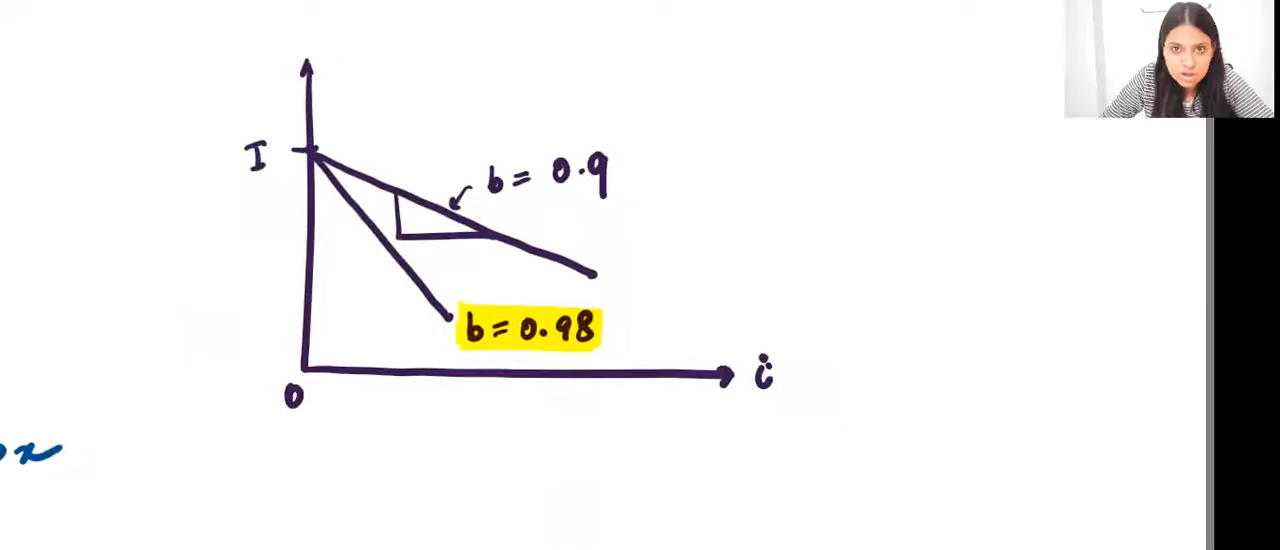 I
b = 0.9
b = 0.98
i
0
x